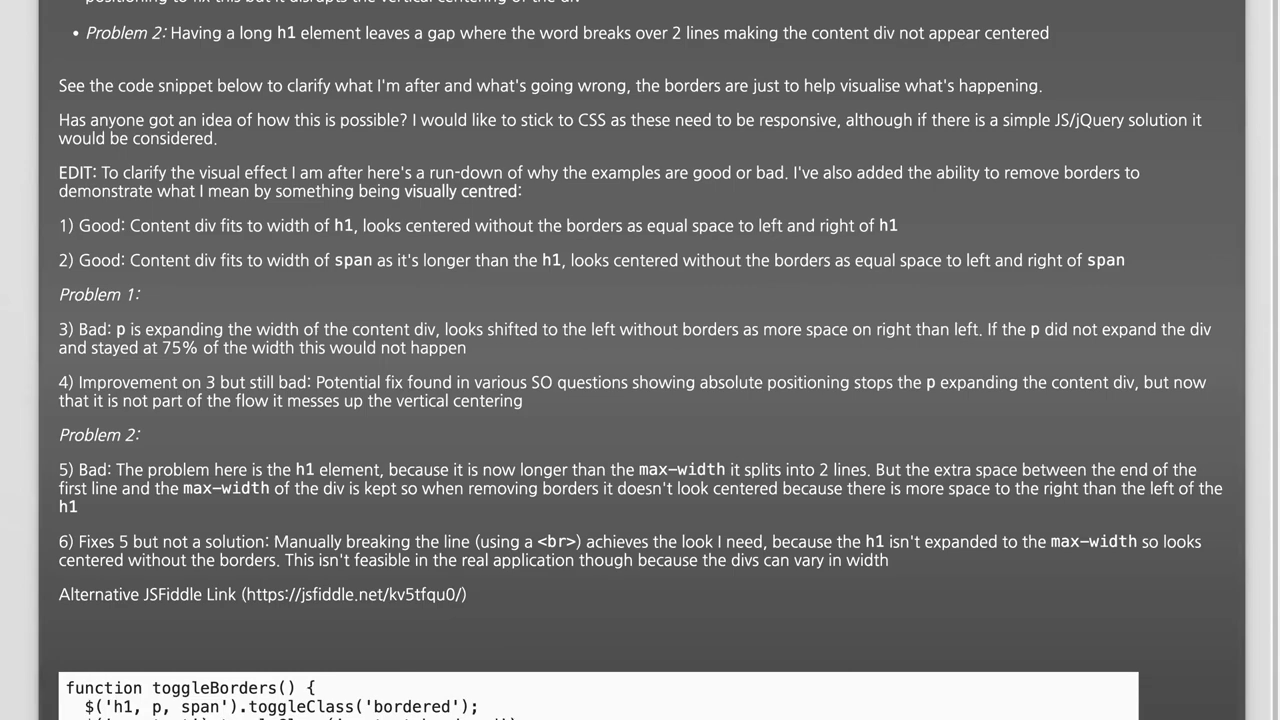 • Problem 2: Having a long h1 element leaves a gap where the word breaks over 2 lines making the content div not appear centered
See the code snippet below to clarify what I'm after and what's going wrong, the borders are just to help visualise what's happening.
Has anyone got an idea of how this is possible? I would like to stick to CSS as these need to be responsive, although if there is a simple JS/jQuery solution it
would be considered.
EDIT: To clarify the visual effect I am after here's a run-down of why the examples are good or bad. I've also added the ability to remove borders to
demonstrate what I mean by something being visually centred:
1) Good: Content div fits to width of h1, looks centered without the borders as equal space to left and right of h1
2) Good: Content div fits to width of span as it's longer than the h1, looks centered without the borders as equal space to left and right of span
Problem 1:
3) Bad: p is expanding the width of the content div, looks shifted to the left without borders as more space on right than left. If the p did not expand the div
and stayed at 75% of the width this would not happen
4) Improvement on 3 but still bad: Potential fix found in various SO questions showing absolute positioning stops the p expanding the content div, but now
that it is not part of the flow it messes up the vertical centering
Problem 2:
5) Bad: The problem here is the h1 element, because it is now longer than the max-width it splits into 2 lines. But the extra space between the end of the
first line and the max-width of the div is kept so when removing borders it doesn't look centered because there is more space to the right than the left of the
h1
6) Fixes 5 but not a solution: Manually breaking the line (using a <br>) achieves the look I need, because the h1 isn't expanded to the max-width so looks
centered without the borders. This isn't feasible in the real application though because the divs can vary in width
Alternative JSFiddle Link (https://jsfiddle.net/kv5tfqu0/)
function toggleBorders() {
$('h1, p, span').toggleClass('bordered');